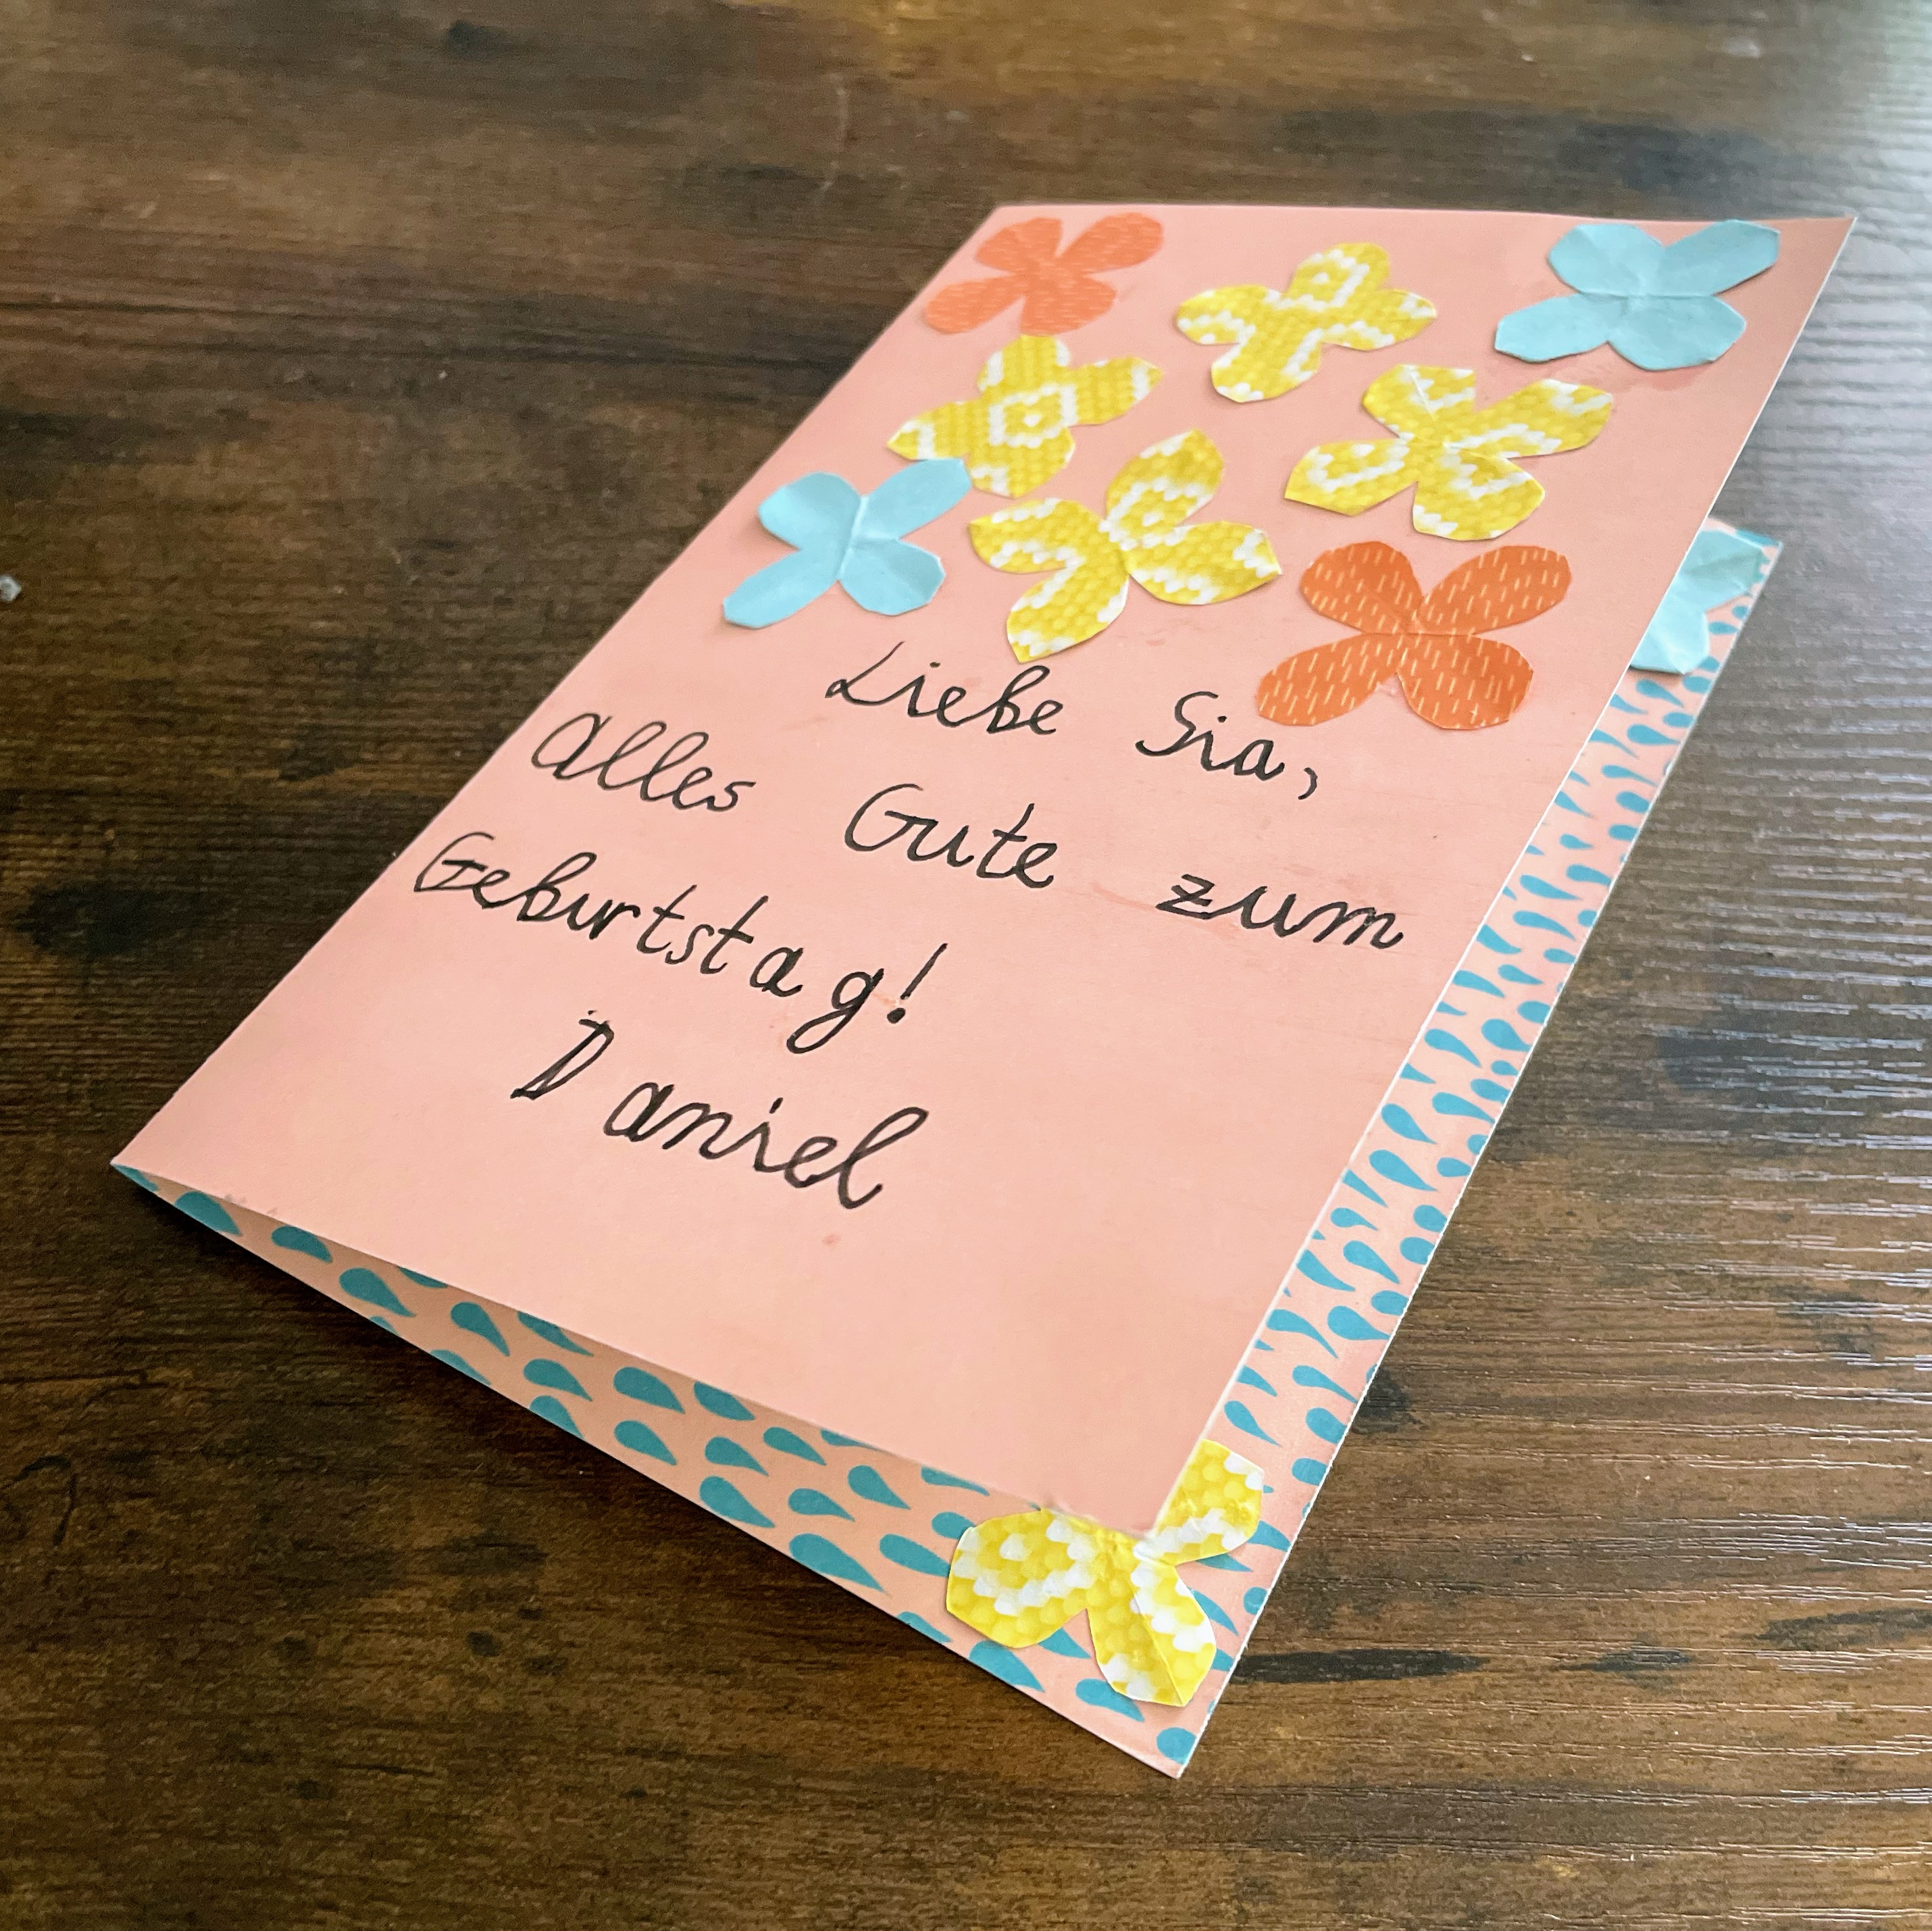 Liebe Sia,
Alles Gute zum
Geburtstag!
Daniel